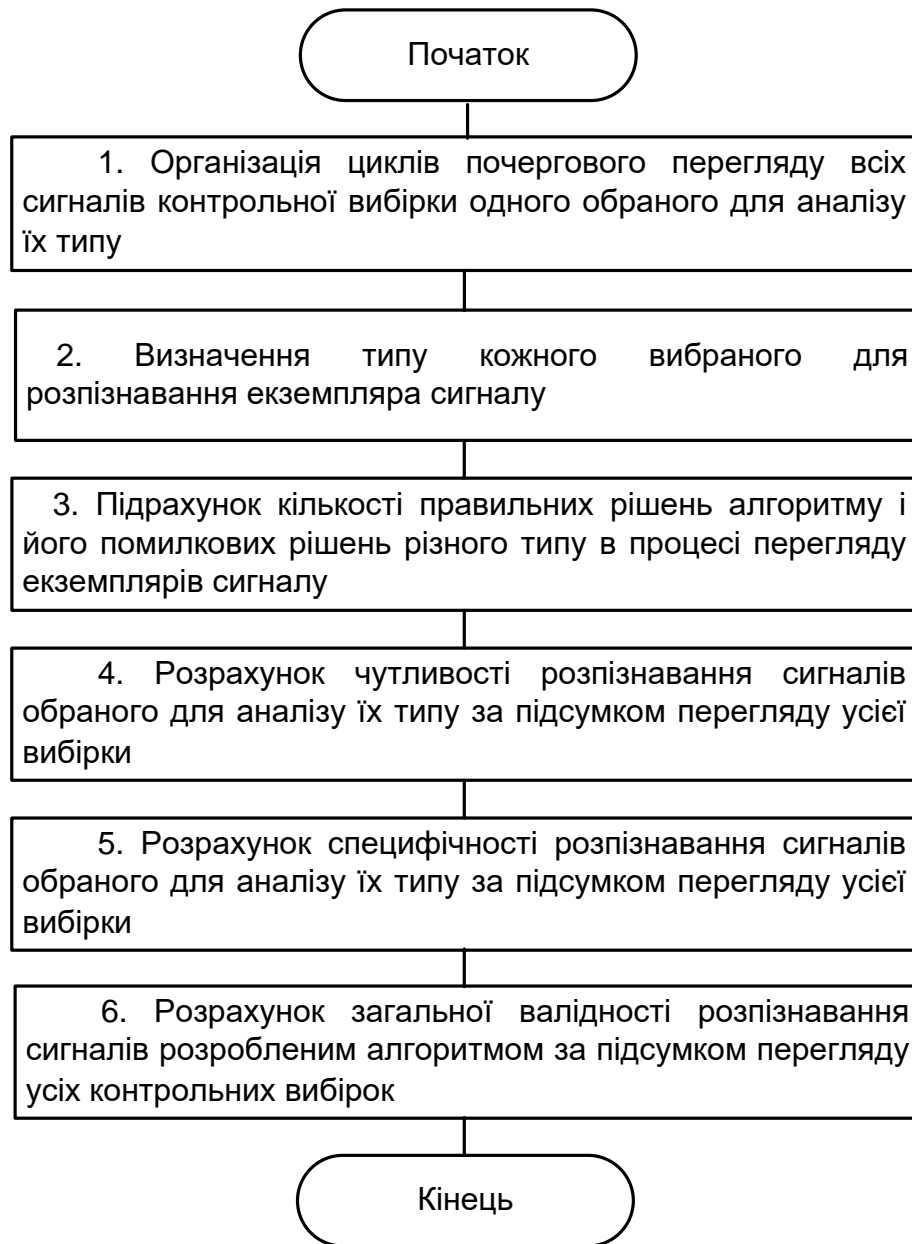 Початок
1. Організація циклів почергового перегляду всіх
сигналів контрольної вибірки одного обраного для аналізу
їх типу
2. Визначення типу кожного вибраного для
розпізнавання екземпляра сигналу
3. Підрахунок кількості правильних рішень алгоритму і
його помилкових рішень різного типу в процесі перегляду
екземплярів сигналу
4. Розрахунок чутливості розпізнавання сигналів
обраного для аналізу їх типу за підсумком перегляду усієї
вибірки
5. Розрахунок специфічності розпізнавання сигналів
обраного для аналізу їх типу за підсумком перегляду усієї
вибірки
6. Розрахунок загальної валідності розпізнавання
сигналів розробленим алгоритмом за підсумком перегляду
усіх контрольних вибірок
Кінець